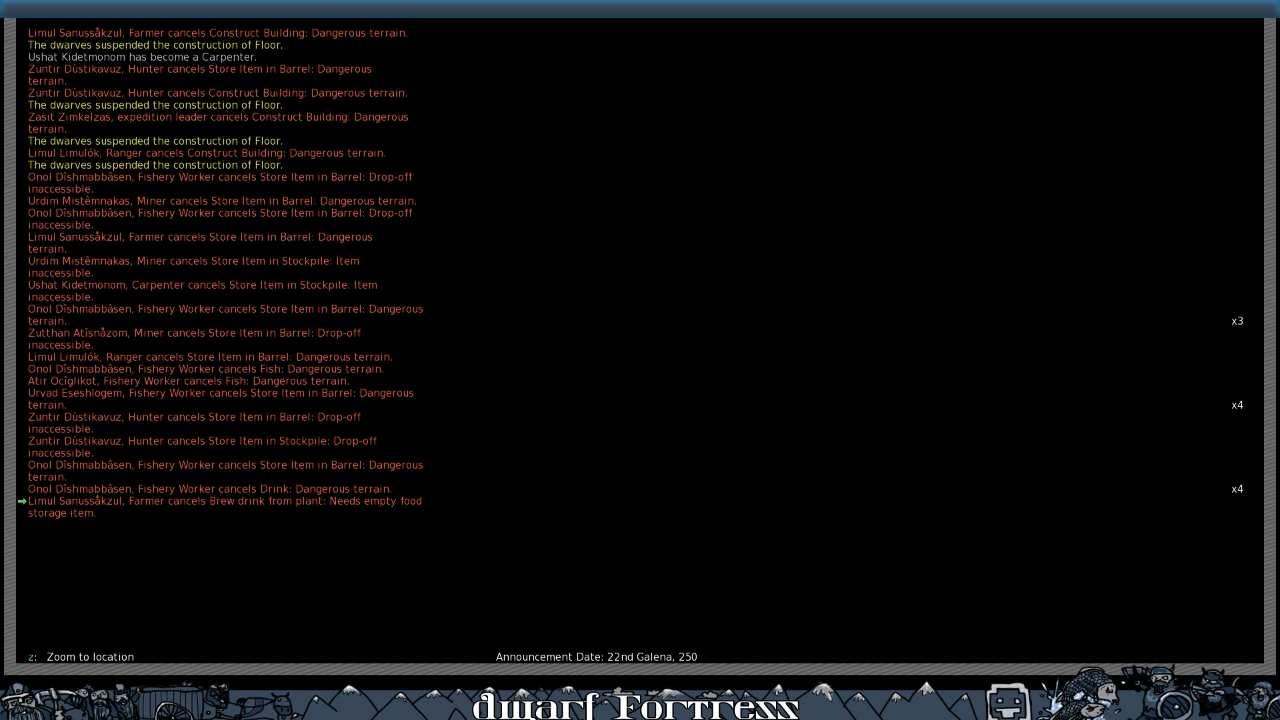 Limul Sanussåkzul, Farmer cancels Construct Building: Dangerous terrain.
The dwarves suspended the construction of Floor.
Ushat Kidetmonom has become a Carpenter.
Zuntîr Dùstikavuz, Hunter cancels Store Item in Barrel: Dangerous
terrain.
Zuntîr Dùstikavuz, Hunter cancels Construct Building: Dangerous terrain.
The dwarves suspended the construction of Floor.
Zasit Zimkelzas, expedition leader cancels Construct Building: Dangerous
terrain.
The dwarves suspended the construction of Floor.
Limul Limulók, Ranger cancels Construct Building: Dangerous terrain.
The dwarves suspended the construction of Floor.
Onol Dîshmabbâsen, Fishery Worker cancels Store Item in Barrel: Drop-off
inaccessible.
Urdim Mistêmnakas, Miner cancels Store Item in Barrel: Dangerous terrain.
Onol Dîshmabbâsen, Fishery Worker cancels Store Item in Barrel: Drop-off
inaccessible.
Limul Sanussåkzul, Farmer cancels Store Item in Barrel: Dangerous
terrain.
Urdim Mistêmnakas, Miner cancels Store Item in Stockpile: Item
inaccessible.
Ushat Kidetmonom, Carpenter cancels Store Item in Stockpile: Item
inaccessible.
Onol Dîshmabbâsen, Fishery Worker cancels Store Item in Barrel: Dangerous
terrain. x3
Zutthan Atîsnåzom, Miner cancels Store Item in Barrel: Drop-off
inaccessible.
Limul Limulók, Ranger cancels Store Item in Barrel: Dangerous terrain.
Onol Dîshmabbâsen, Fishery Worker cancels Fish: Dangerous terrain.
Atír Ocîglikot, Fishery Worker cancels Fish: Dangerous terrain.
Urvad Eseshlogem, Fishery Worker cancels Store Item in Barrel: Dangerous
terrain. x4
Zuntîr Dùstikavuz, Hunter cancels Store Item in Barrel: Drop-off
inaccessible.
Zuntîr Dùstikavuz, Hunter cancels Store Item in Stockpile: Drop-off
inaccessible.
Onol Dîshmabbâsen, Fishery Worker cancels Store Item in Barrel: Dangerous
terrain.
Onol Dîshmabbâsen, Fishery Worker cancels Drink: Dangerous terrain. x4
Limul Sanussåkzul, Farmer cancels Brew drink from plant: Needs empty food
storage item.
z: Zoom to location Announcement Date: 22nd Galena, 250
dwarf Fortress